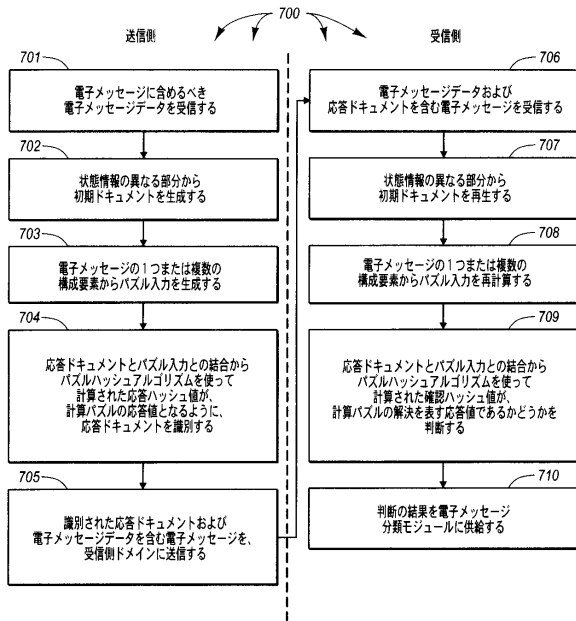 700
送信側
受信側
701
電子メッセージに含めるべき
電子メッセージデータを受信する
702
状態情報の異なる部分から
初期ドキュメントを生成する
703
電子メッセージの1つまたは複数の
構成要素からパズル入力を生成する
704
応答ドキュメントとパズル入力との結合から
パズルハッシュアルゴリズムを使って
計算された応答ハッシュ値が、
計算パズルの応答値となるように、
応答ドキュメントを識別する
705
識別された応答ドキュメントおよび
電子メッセージデータを含む電子メッセージを、
受信側ドメインに送信する
706
電子メッセージデータおよび
応答ドキュメントを含む電子メッセージを受信する
707
状態情報の異なる部分から
初期ドキュメントを再生する
708
電子メッセージの1つまたは複数の
構成要素からパズル入力を再計算する
709
応答ドキュメントとパズル入力との結合から
パズルハッシュアルゴリズムを使って
計算された確認ハッシュ値が、
計算パズルの解決を表す応答値であるかどうかを
判断する
710
判断の結果を電子メッセージ
分類モジュールに供給する